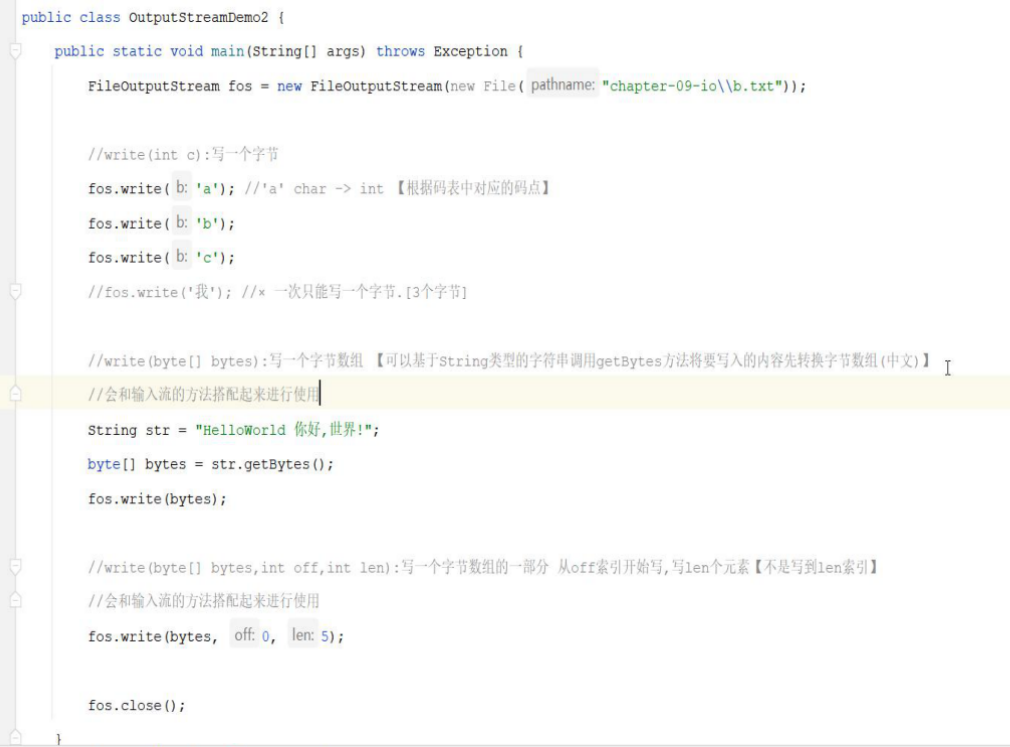 public class OutputStreamDemo2 {
public static void main(String[] args) throws Exception {
FileOutputStream fos = new FileOutputStream(new File( pathname: "chapter-09-io\\b.txt"));
//write(int c):写一个字节
fos.write( b: 'a'); //'a' char -> int 【根据码表中对应的码点】
fos.write( b: 'b');
fos.write( b: 'c');
//fos.write('我'); //× 一次只能写一个字节.[3个字节]
//write(byte[] bytes):写一个字节数组 【可以基于String类型的字符串调用getBytes方法将要写入的内容先转换字节数组(中文)】
//会和输入流的方法搭配起来进行使用
String str = "HelloWorld 你好,世界!";
byte[] bytes = str.getBytes();
fos.write(bytes);
//write(byte[] bytes,int off,int len):写一个字节数组的一部分 从off索引开始写,写len个元素【不是写到len索引】
//会和输入流的方法搭配起来进行使用
fos.write(bytes, off: 0, len: 5);
fos.close();
}